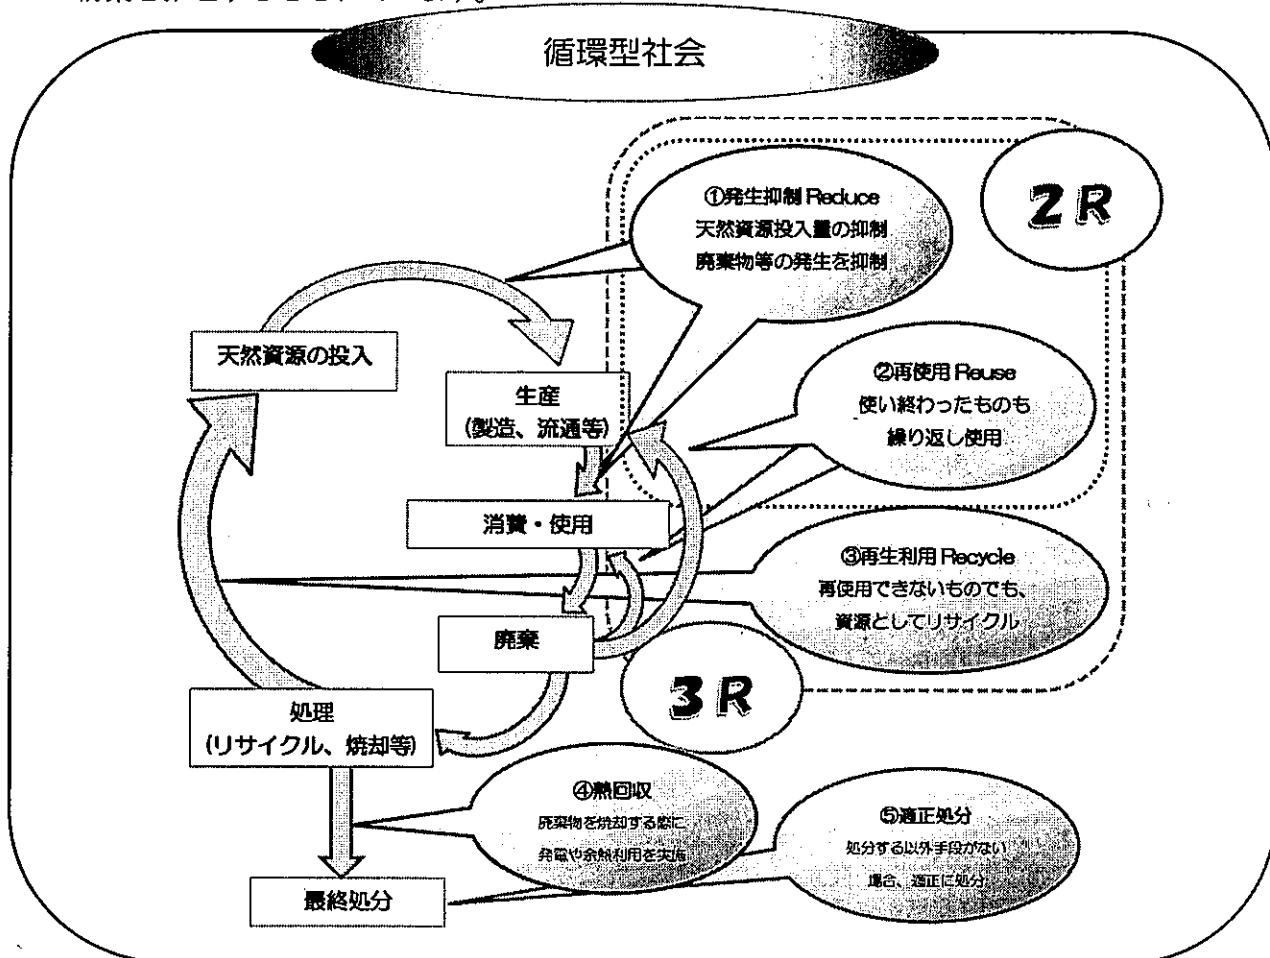 循環型社会
2R
①発生抑制 Reduce
天然資源投入量の抑制
廃棄物等の発生を抑制
天然資源の投入
生産
(製造、流通等)
②再使用 Reuse
使い終わったものも
繰り返し使用
消費・使用
③再生利用 Recycle
再使用できないものでも、
資源としてリサイクル
廃棄
3R
処理
(リサイクル、焼却等)
④熱回収
廃棄物を焼却する際に
発電や余熱利用を実施
⑤適正処分
処分する以外手段がない
場合、適正に処分
最終処分